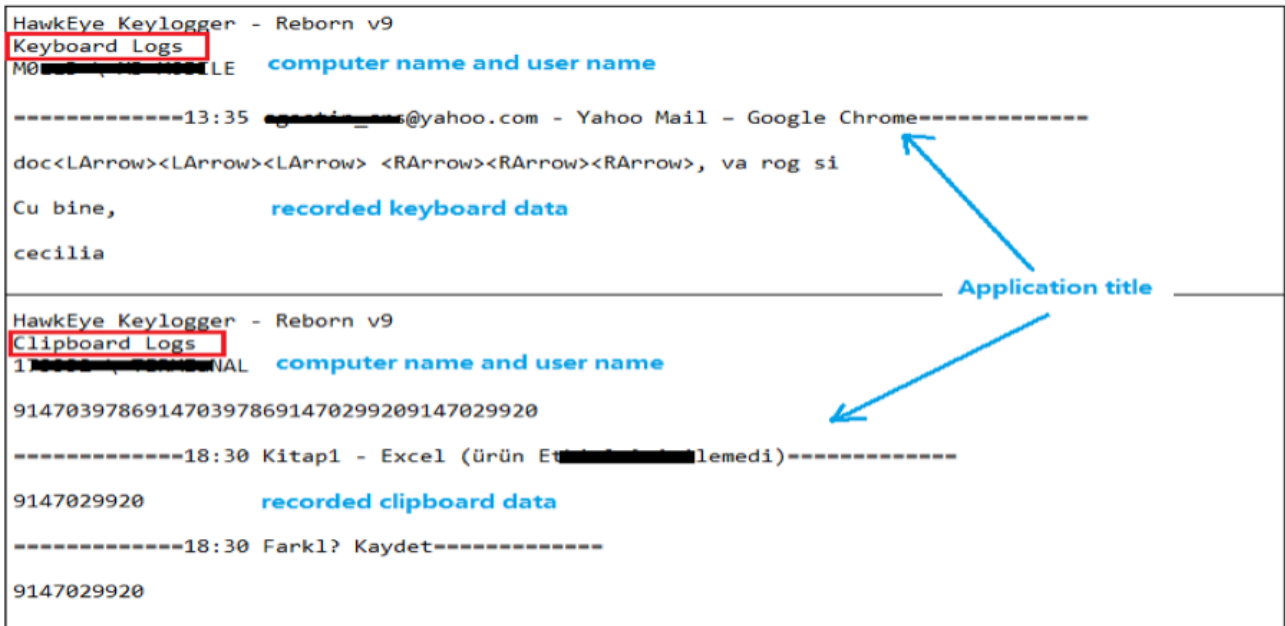 HawkEye Keylogger - Reborn v9
Keyboard Logs
computer name and user name
-------------13:35 @yahoo.com - Yahoo Mail – Google Chrome-------------
doc<LArrow><LArrow><LArrow> <RArrow><RArrow><RArrow>, va rog si
Cu bine, recorded keyboard data
cecilia
Application title
HawkEye Keylogger - Reborn v9
Clipboard Logs
computer name and user name
9147039786914703978691470299209147029920
-------------18:30 Kitap1 - Excel (ürün lemedi)-------------
9147029920 recorded clipboard data
-------------18:30 Farkl? Kaydet-------------
9147029920